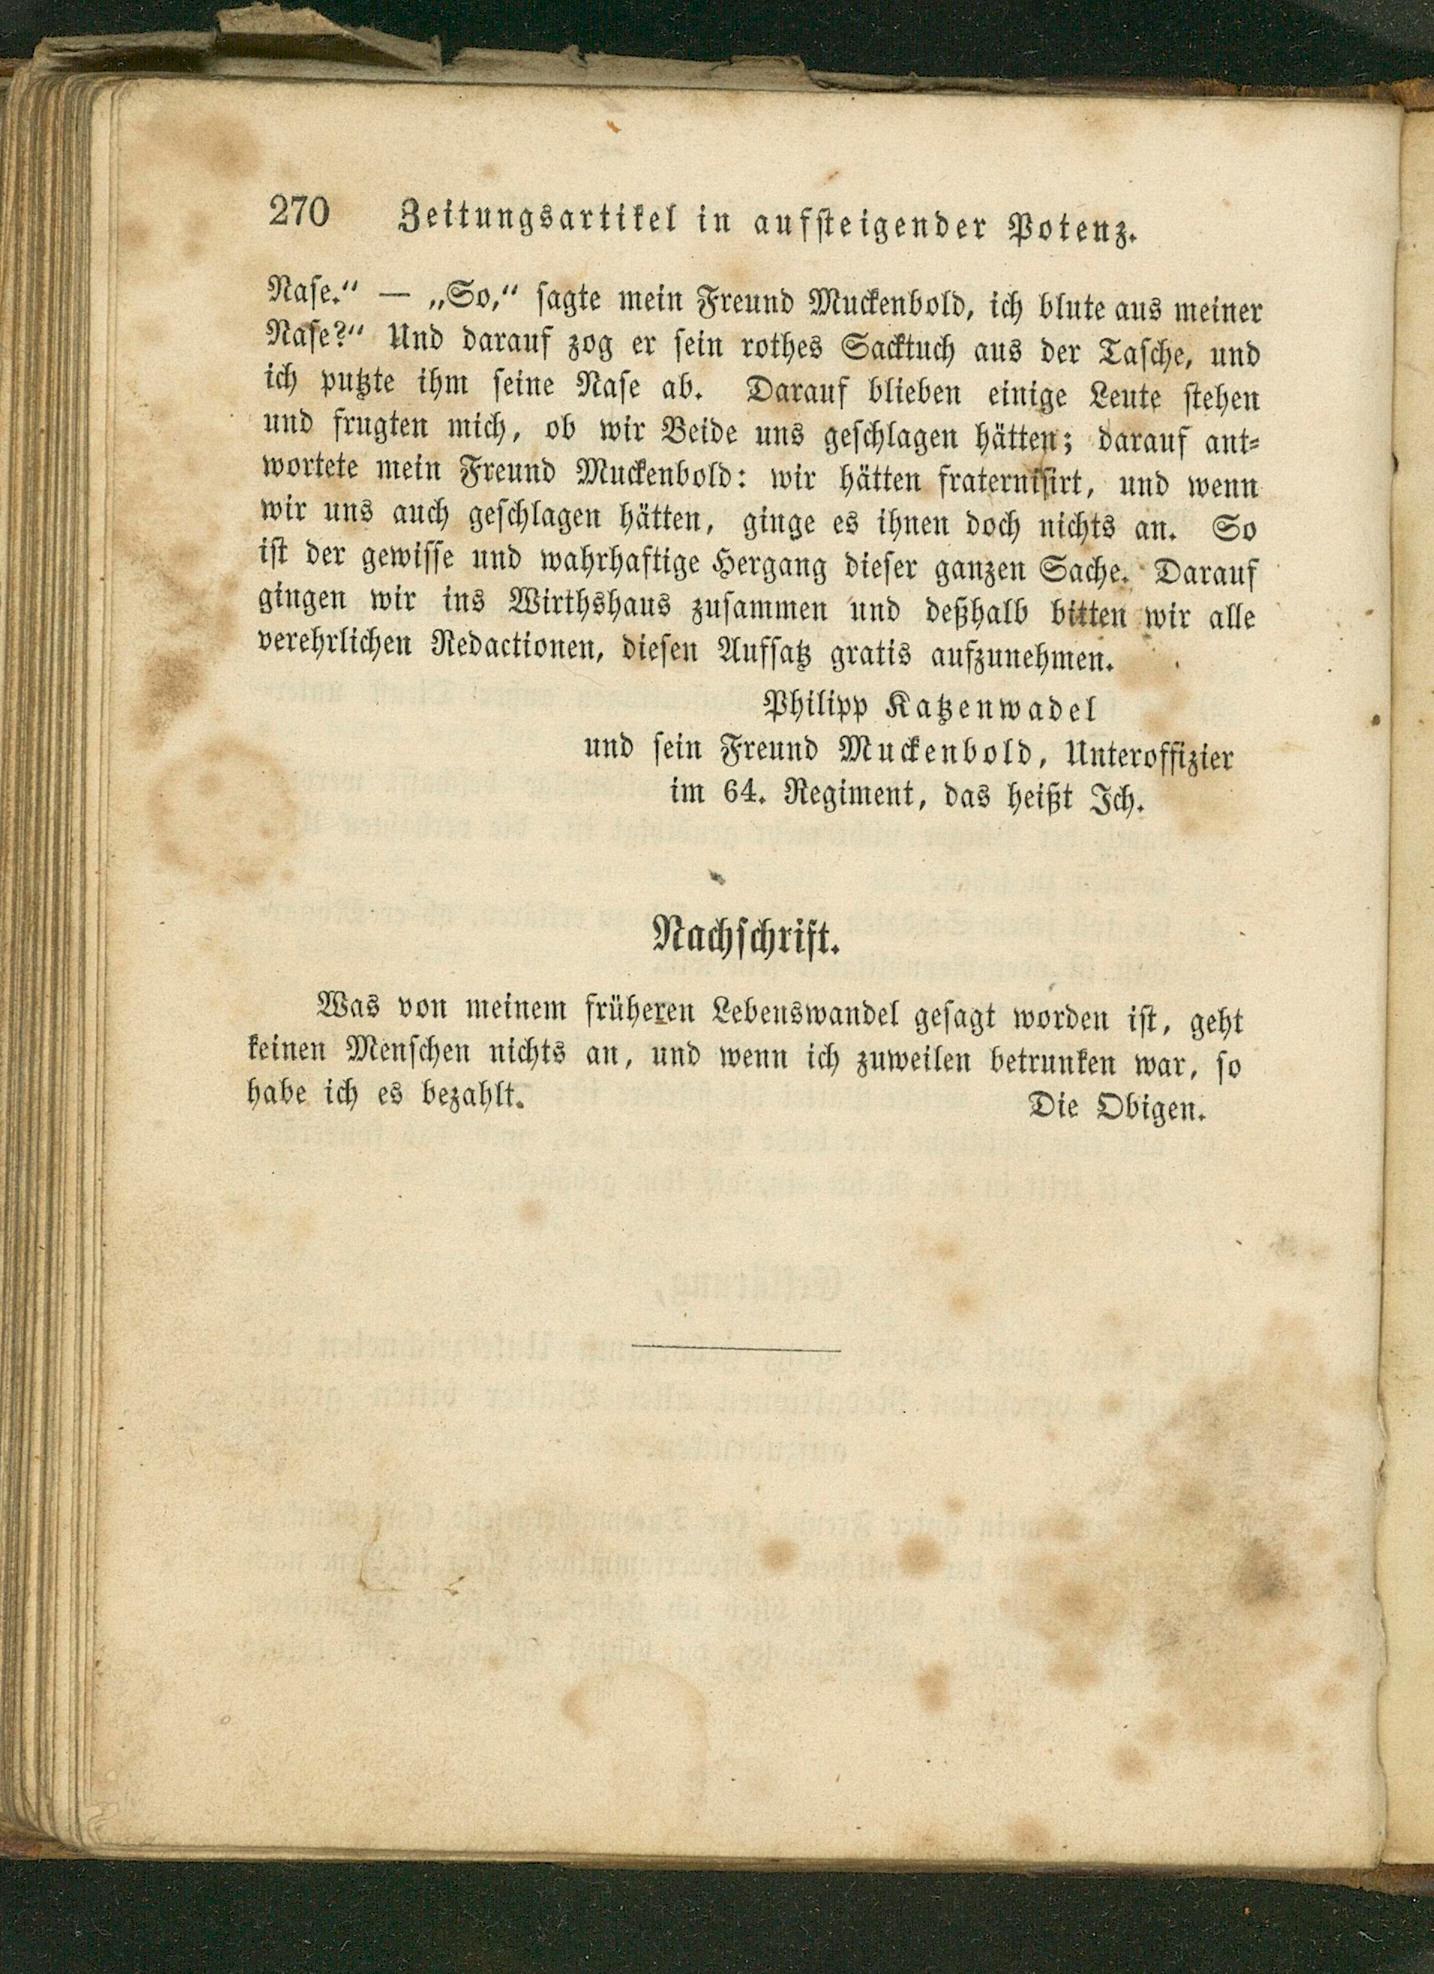 270 Zeitungsartikel in aufsteigender Potenz.
Nase.“ — „So,“ sagte mein Freund Muckenbold, ich blute aus meiner
Nase?“ Und darauf zog er sein rothes Sacktuch aus der Tasche, und
ich putzte ihm seine Nase ab. Darauf blieben einige Leute stehen
und frugten mich, ob wir Beide uns geschlagen hätten; darauf ant-
wortete mein Freund Muckenbold: wir hätten fraternisirt, und wenn
wir uns auch geschlagen hätten, ginge es ihnen doch nichts an. So
ist der gewisse und wahrhaftige Hergang dieser ganzen Sache. Darauf
gingen wir ins Wirthshaus zusammen und deßhalb bitten wir alle
verehrlichen Redactionen, diesen Aufsatz gratis aufzunehmen.
Philipp Katzenwadel
und sein Freund Muckenbold, Unteroffizier
im 64. Regiment, das heißt Ich.
Nachschrift.
Was von meinem früheren Lebenswandel gesagt worden ist, geht
keinen Menschen nichts an, und wenn ich zuweilen betrunken war, so
habe ich es bezahlt. Die Obigen.